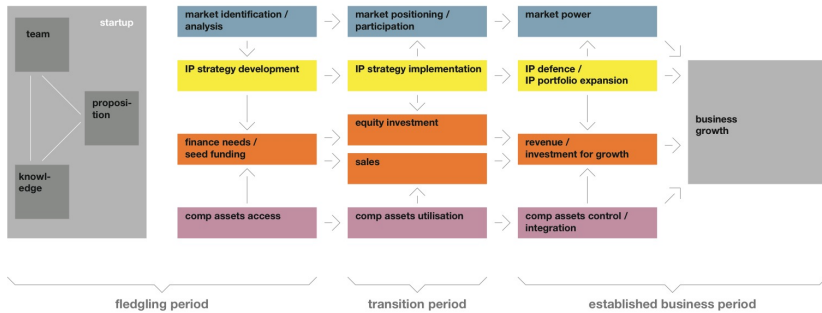 startup
team
proposi-
tion
knowl-
edge
market identification /
analysis
market positioning /
participation
market power
IP strategy development
IP strategy implementation
IP defence /
IP portfolio expansion
equity investment
finance needs /
seed funding
sales
revenue /
investment for growth
comp assets access
comp assets utilisation
comp assets control /
integration
business
growth
fledgling period
transition period
established business period